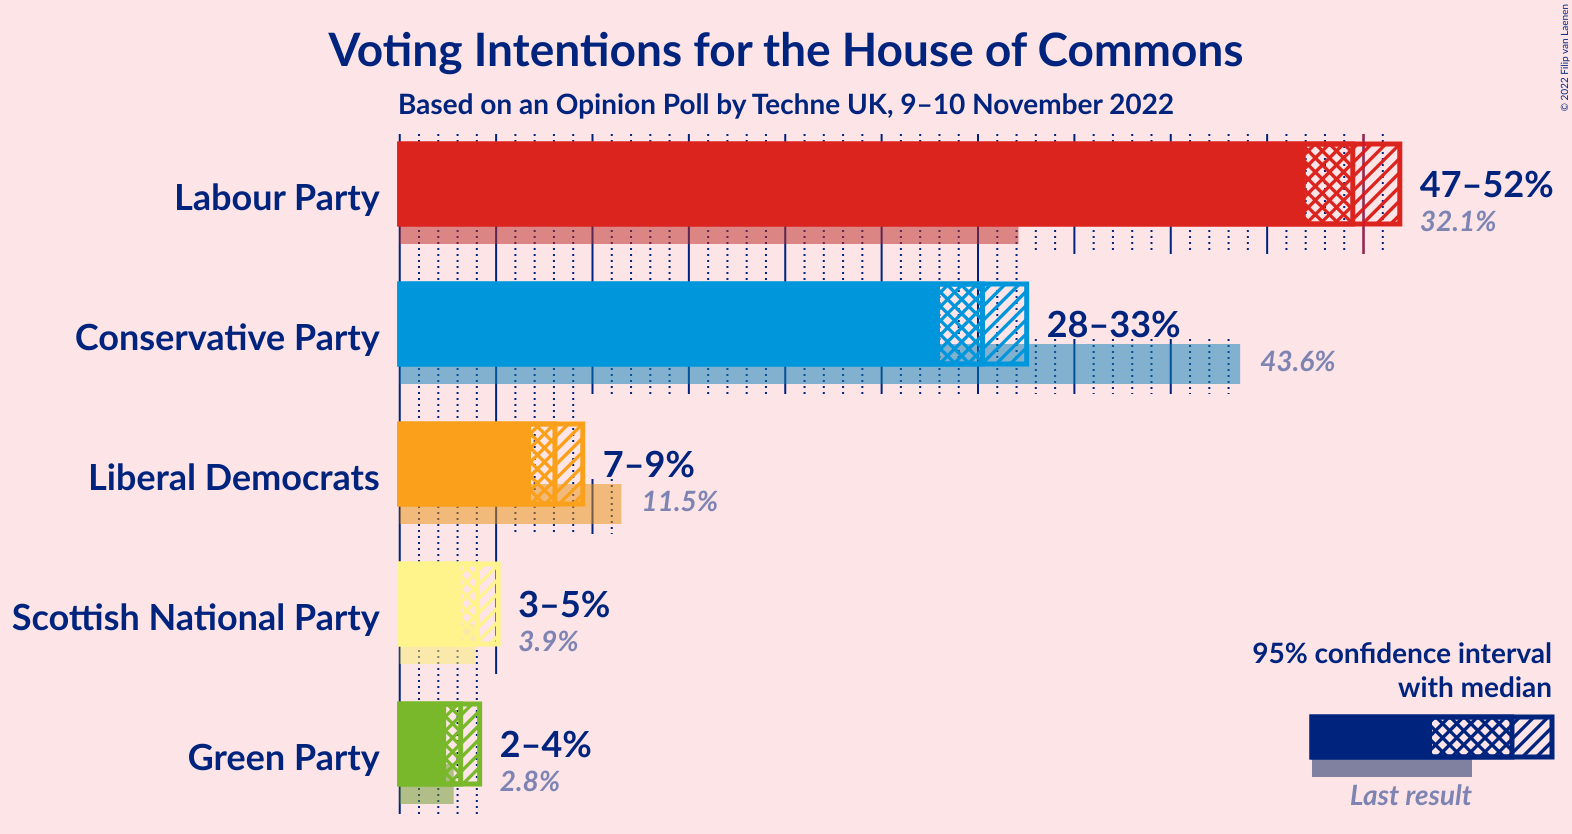 Voting Intentions for the House of Commons
Based on an Opinion Poll by Techne UK, 9–10 November 2022
© 2022 Filip van Laenen
Labour Party
47–52%
32.1%
Conservative Party
28–33%
43.6%
Liberal Democrats
7–9%
11.5%
Scottish National Party
3–5%
3.9%
Green Party
2–4%
2.8%
95% confidence interval
with median
Last result